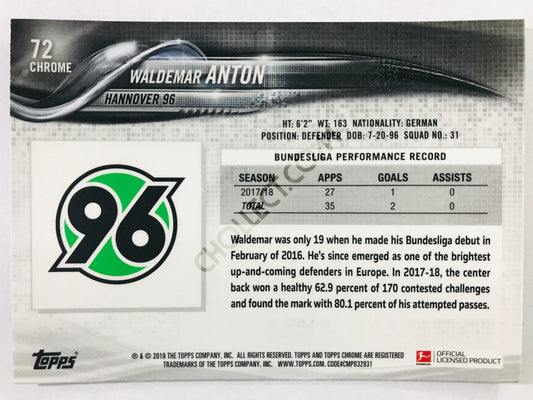 72
CHROME
WALDEMAR ANTON
HANNOVER 96
HT: 6'2" WT: 163 NATIONALITY: GERMAN
POSITION: DEFENDER DOB: 7-20-96 SQUAD NO.: 31
BUNDESLIGA PERFORMANCE RECORD
SEASON APPS GOALS ASSISTS
2017/18 27 1 0
TOTAL 35 2 0
96
Waldemar was only 19 when he made his Bundesliga debut in
February of 2016. He's since emerged as one of the brightest
up-and-coming defenders in Europe. In 2017-18, the center
back won a healthy 62.9 percent of 170 contested challenges
and found the mark with 80.1 percent of his attempted passes.
topps
® & © 2019 THE TOPPS COMPANY, INC. ALL RIGHTS RESERVED. TOPPS AND TOPPS CHROME ARE REGISTERED
TRADEMARKS OF THE TOPPS COMPANY, INC. WWW.TOPPS.COM. CODE#CMP032931
OFFICIAL
LICENSED PRODUCT